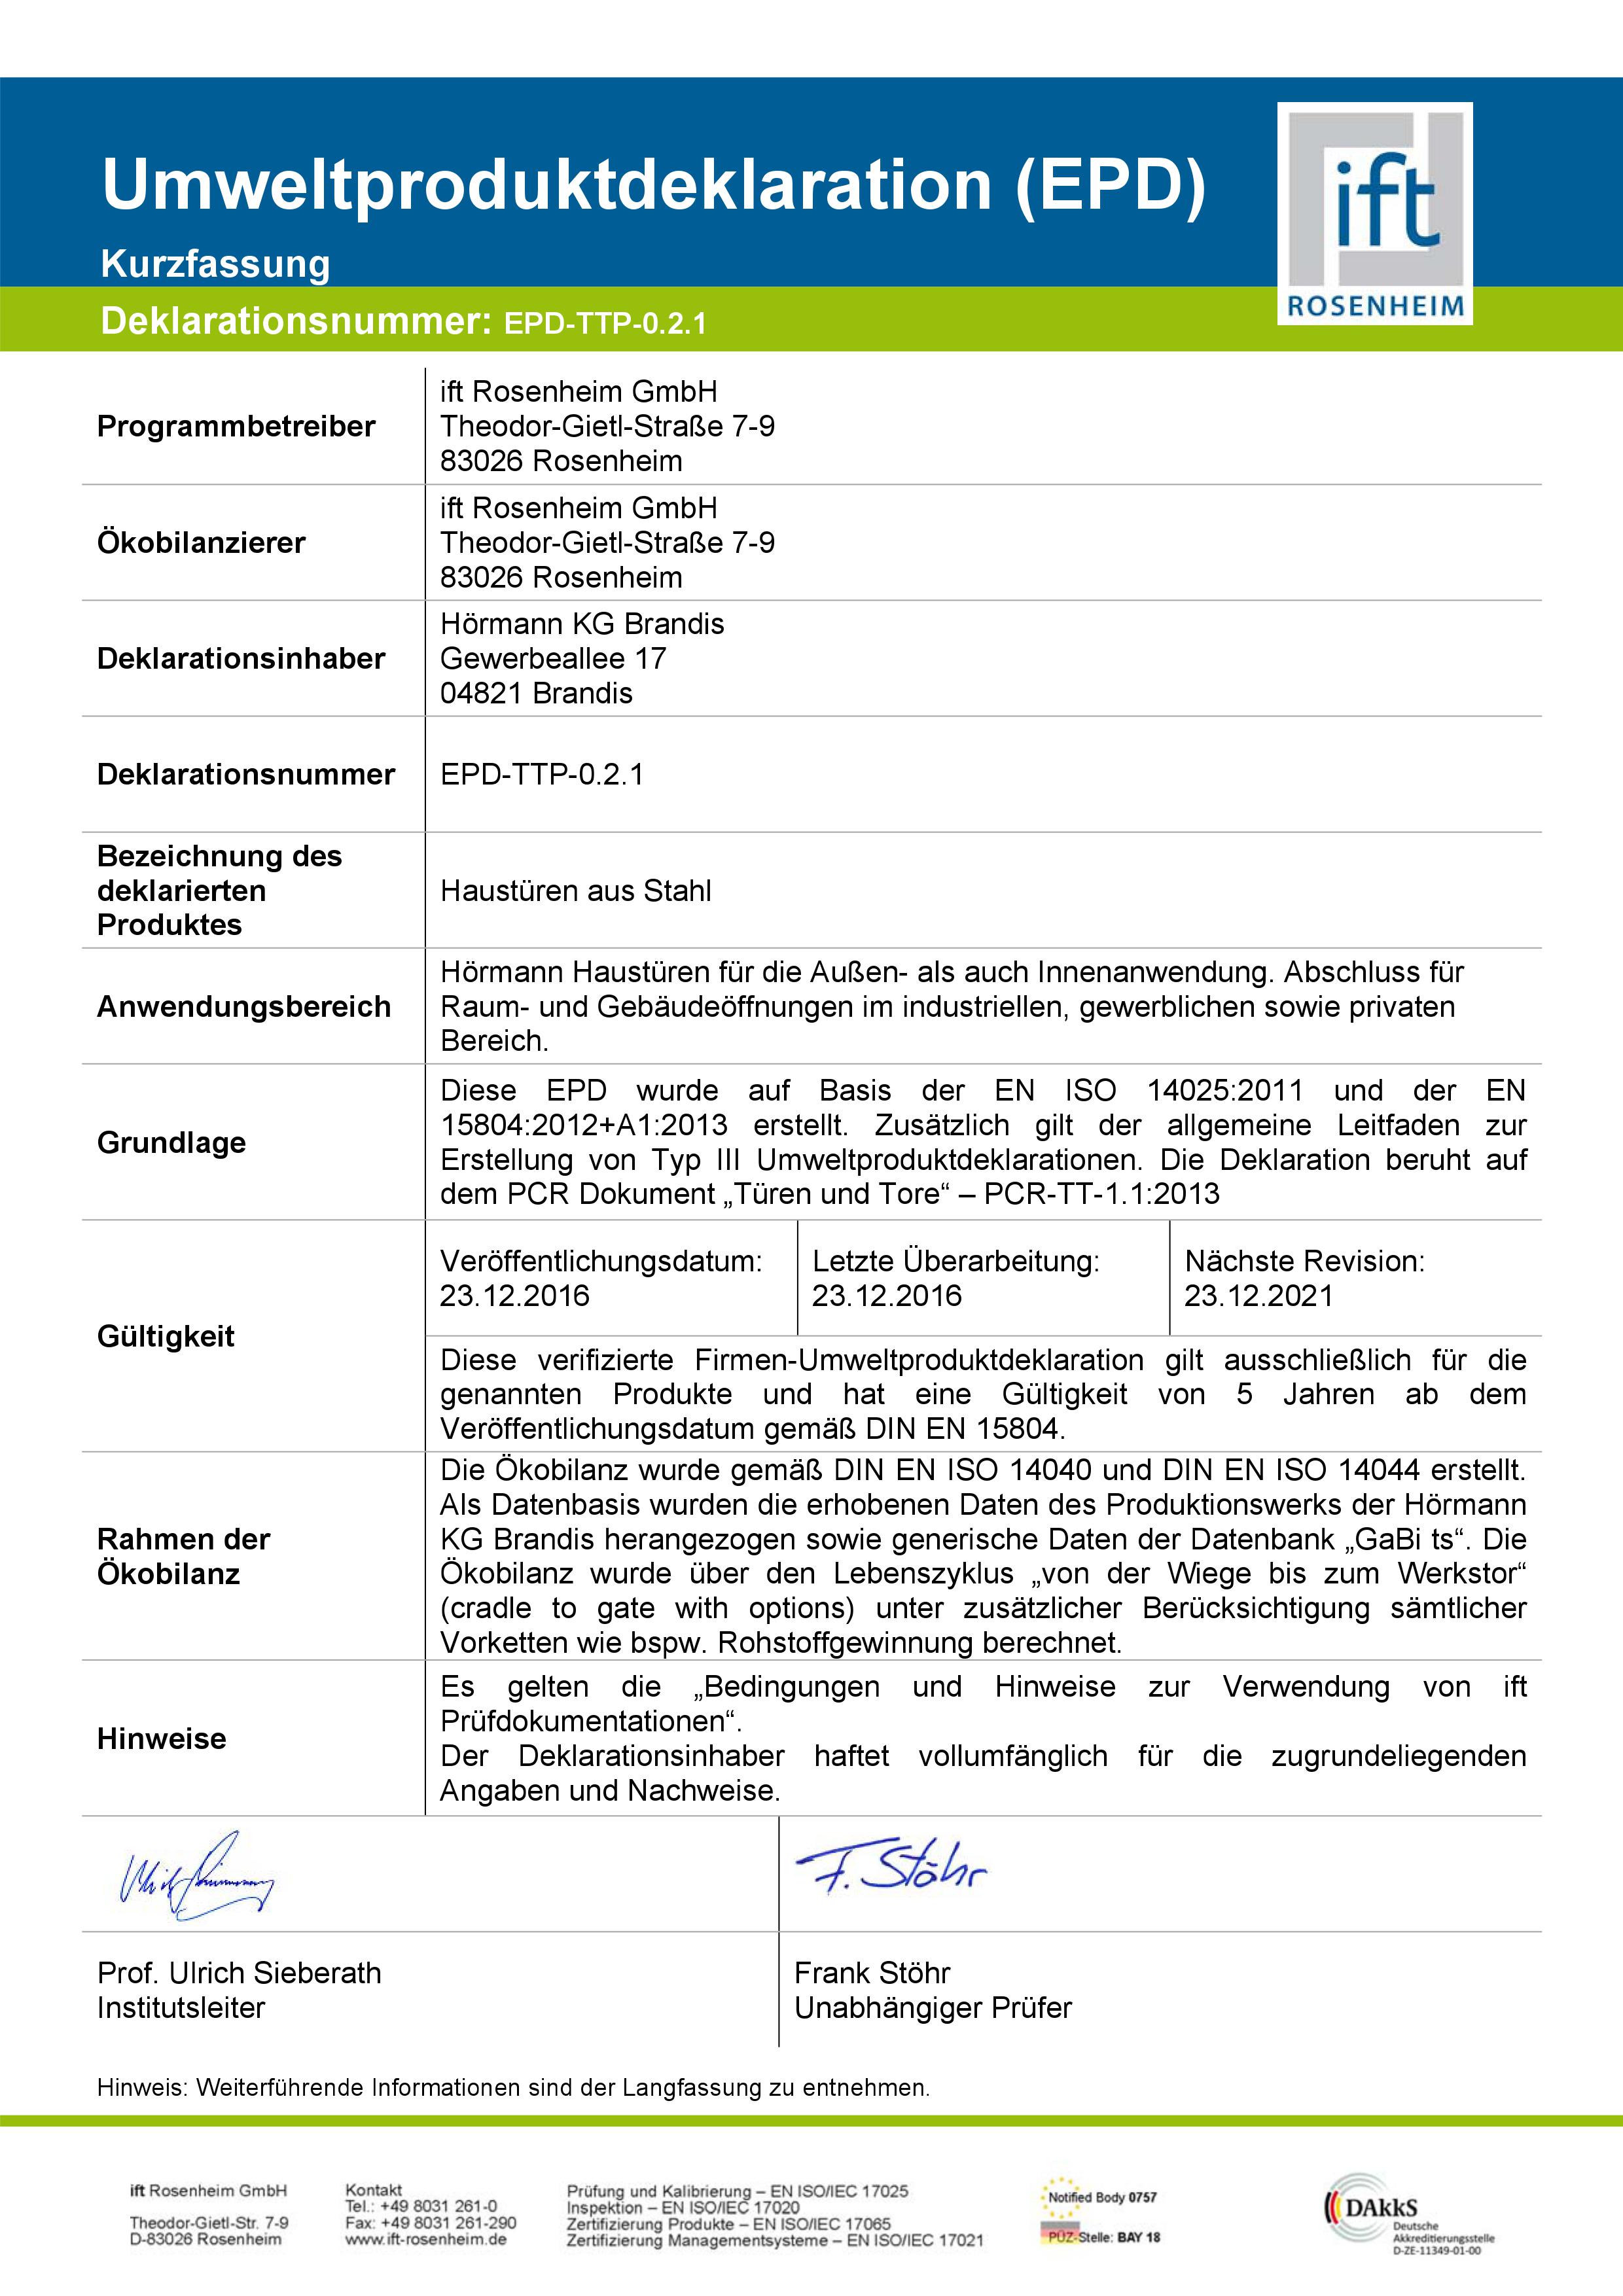 Umweltproduktdeklaration (EPD)
Kurzfassung
Deklarationsnummer: EPD-TTP-0.2.1
ift
ROSENHEIM
Programmbetreiber
ift Rosenheim GmbH
Theodor-Gietl-Straße 7-9
83026 Rosenheim
Ökobilanzierer
ift Rosenheim GmbH
Theodor-Gietl-Straße 7-9
83026 Rosenheim
Deklarationsinhaber
Hörmann KG Brandis
Gewerbeallee 17
04821 Brandis
Deklarationsnummer
EPD-TTP-0.2.1
Bezeichnung des
deklarierten
Produktes
Haustüren aus Stahl
Anwendungsbereich
Hörmann Haustüren für die Außen- als auch Innenanwendung. Abschluss für
Raum- und Gebäudeöffnungen im industriellen, gewerblichen sowie privaten
Bereich.
Grundlage
Diese EPD wurde auf Basis der EN ISO 14025:2011 und der EN
15804:2012+A1:2013 erstellt. Zusätzlich gilt der allgemeine Leitfaden zur
Erstellung von Typ III Umweltproduktdeklarationen. Die Deklaration beruht auf
dem PCR Dokument „Türen und Tore“ – PCR-TT-1.1:2013
Gültigkeit
Veröffentlichungsdatum:
23.12.2016
Letzte Überarbeitung:
23.12.2016
Nächste Revision:
23.12.2021
Diese verifizierte Firmen-Umweltproduktdeklaration gilt ausschließlich für die
genannten Produkte und hat eine Gültigkeit von 5 Jahren ab dem
Veröffentlichungsdatum gemäß DIN EN 15804.
Rahmen der
Ökobilanz
Die Ökobilanz wurde gemäß DIN EN ISO 14040 und DIN EN ISO 14044 erstellt.
Als Datenbasis wurden die erhobenen Daten des Produktionswerks der Hörmann
KG Brandis herangezogen sowie generische Daten der Datenbank „GaBi ts“. Die
Ökobilanz wurde über den Lebenszyklus „von der Wiege bis zum Werkstor“
(cradle to gate with options) unter zusätzlicher Berücksichtigung sämtlicher
Vorketten wie bspw. Rohstoffgewinnung berechnet.
Hinweise
Es gelten die „Bedingungen und Hinweise zur Verwendung von ift
Prüfdokumentationen“.
Der Deklarationsinhaber haftet vollumfänglich für die zugrundeliegenden
Angaben und Nachweise.
F. Stöhr
Prof. Ulrich Sieberath
Institutsleiter
Frank Stöhr
Unabhängiger Prüfer
Hinweis: Weiterführende Informationen sind der Langfassung zu entnehmen.
ift Rosenheim GmbH
Theodor-Gietl-Str. 7-9
D-83026 Rosenheim
Kontakt
Tel.: +49 8031 261-0
Fax: +49 8031 261-290
www.ift-rosenheim.de
Prüfung und Kalibrierung – EN ISO/IEC 17025
Inspektion – EN ISO/IEC 17020
Zertifizierung Produkte – EN ISO/IEC 17065
Zertifizierung Managementsysteme – EN ISO/IEC 17021
Notified Body 0757
PÜZ-Stelle: BAY 18
DAkkS
Deutsche
Akkreditierungsstelle
D-ZE-11349-01-00